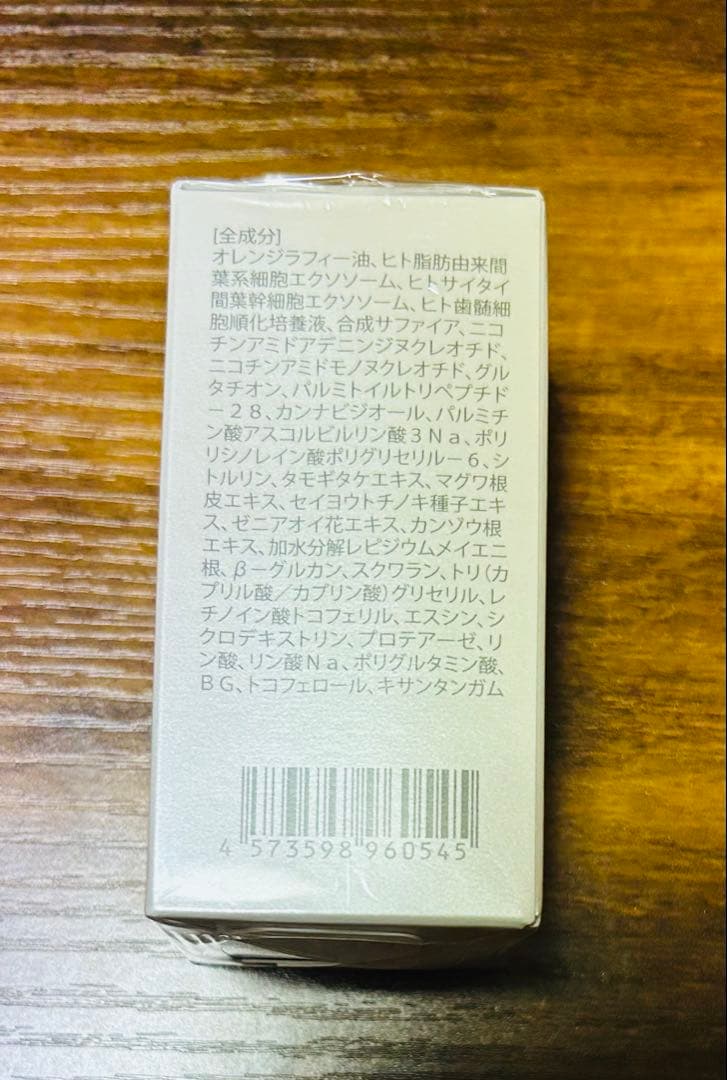 [全成分]
オレンジラフィー油、ヒト脂肪由来間
葉系細胞エクソソーム、ヒトサイタイ
間葉幹細胞エクソソーム、ヒト歯髄細
胞順化培養液、合成サファイア、ニコ
チンアミドアデニンジヌクレオチド、
ニコチンアミドモノヌクレオチド、グル
タチオン、パルミトイルトリペプチド
－２８、カンナビジオール、パルミチ
ン酸アスコルビルリン酸３Ｎａ、ポリ
リシノレイン酸ポリグリセリル－６、シ
トルリン、タモギタケエキス、マグワ根
皮エキス、セイヨウトチノキ種子エキ
ス、ゼニアオイ花エキス、カンゾウ根
エキス、加水分解レピジウムメイエニ
根、β－グルカン、スクワラン、トリ（カ
プリル酸／カプリン酸）グリセリル、レ
チノイン酸トコフェリル、エスシン、シ
クロデキストリン、プロテアーゼ、リ
ン酸、リン酸Ｎａ、ポリグルタミン酸、
ＢＧ、トコフェロール、キサンタンガム
4 573598 960545